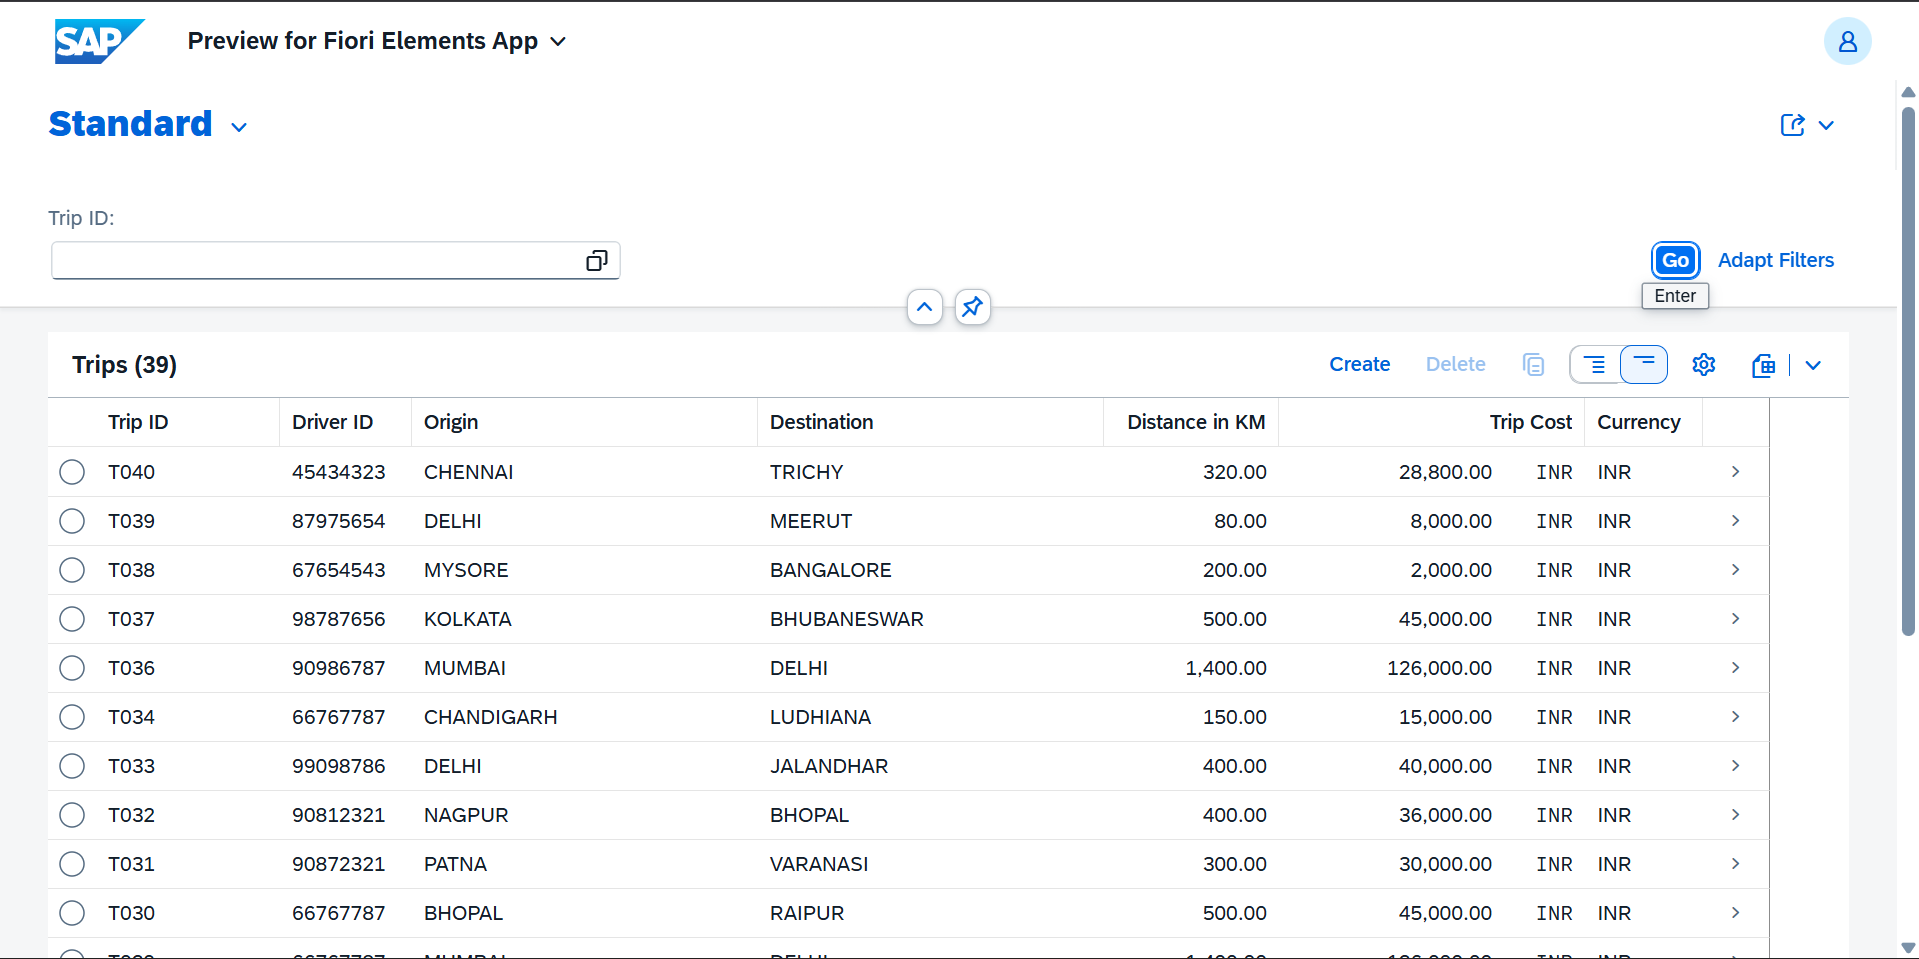 SAP Preview for Fiori Elements App
Standard
Trip ID:
Go Adapt Filters
Enter
Trips (39) Create Delete
Trip ID Driver ID Origin Destination Distance in KM Trip Cost Currency
T040 45434323 CHENNAI TRICHY 320.00 28,800.00 INR INR
T039 87975654 DELHI MEERUT 80.00 8,000.00 INR INR
T038 67654543 MYSORE BANGALORE 200.00 2,000.00 INR INR
T037 98787656 KOLKATA BHUBANESWAR 500.00 45,000.00 INR INR
T036 90986787 MUMBAI DELHI 1,400.00 126,000.00 INR INR
T034 66767787 CHANDIGARH LUDHIANA 150.00 15,000.00 INR INR
T033 99098786 DELHI JALANDHAR 400.00 40,000.00 INR INR
T032 90812321 NAGPUR BHOPAL 400.00 36,000.00 INR INR
T031 90872321 PATNA VARANASI 300.00 30,000.00 INR INR
T030 66767787 BHOPAL RAIPUR 500.00 45,000.00 INR INR